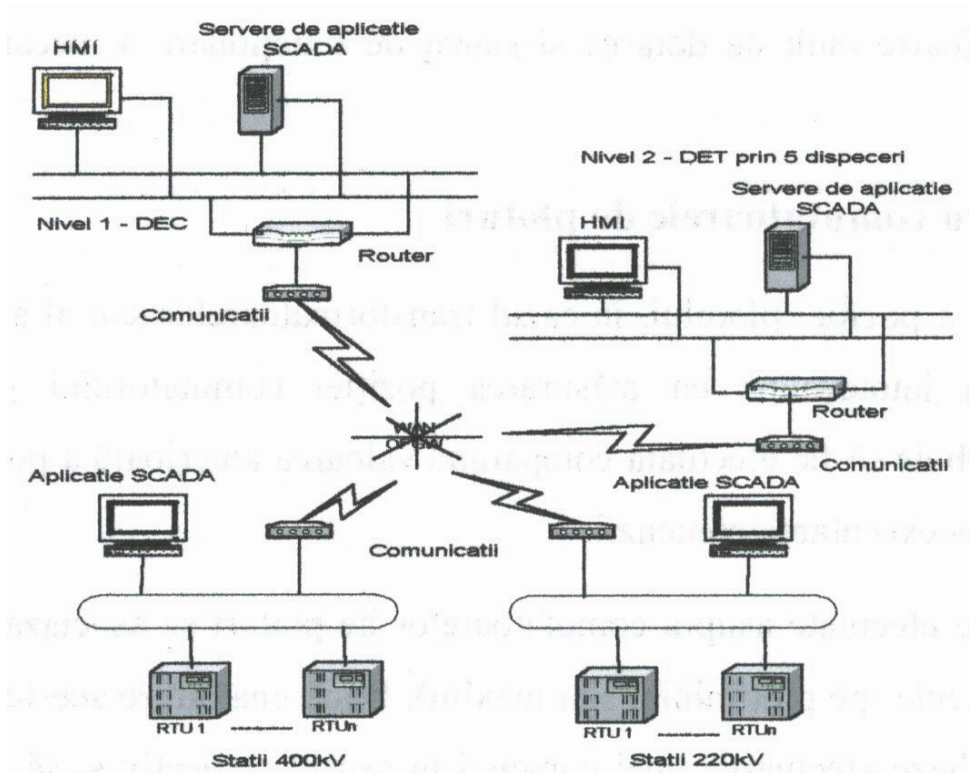 HMI
Servere de aplicatie
SCADA
Nivel 1 - DEC
Router
Comunicatii
Nivel 2 - DET prin 5 dispeceri
Servere de aplicatie
SCADA
HMI
Router
Comunicatii
WAN
Aplicatie SCADA
Comunicatii
Aplicatie SCADA
RTU 1
RTUn
Statii 400kV
RTU 1
RTUn
Statii 220kV